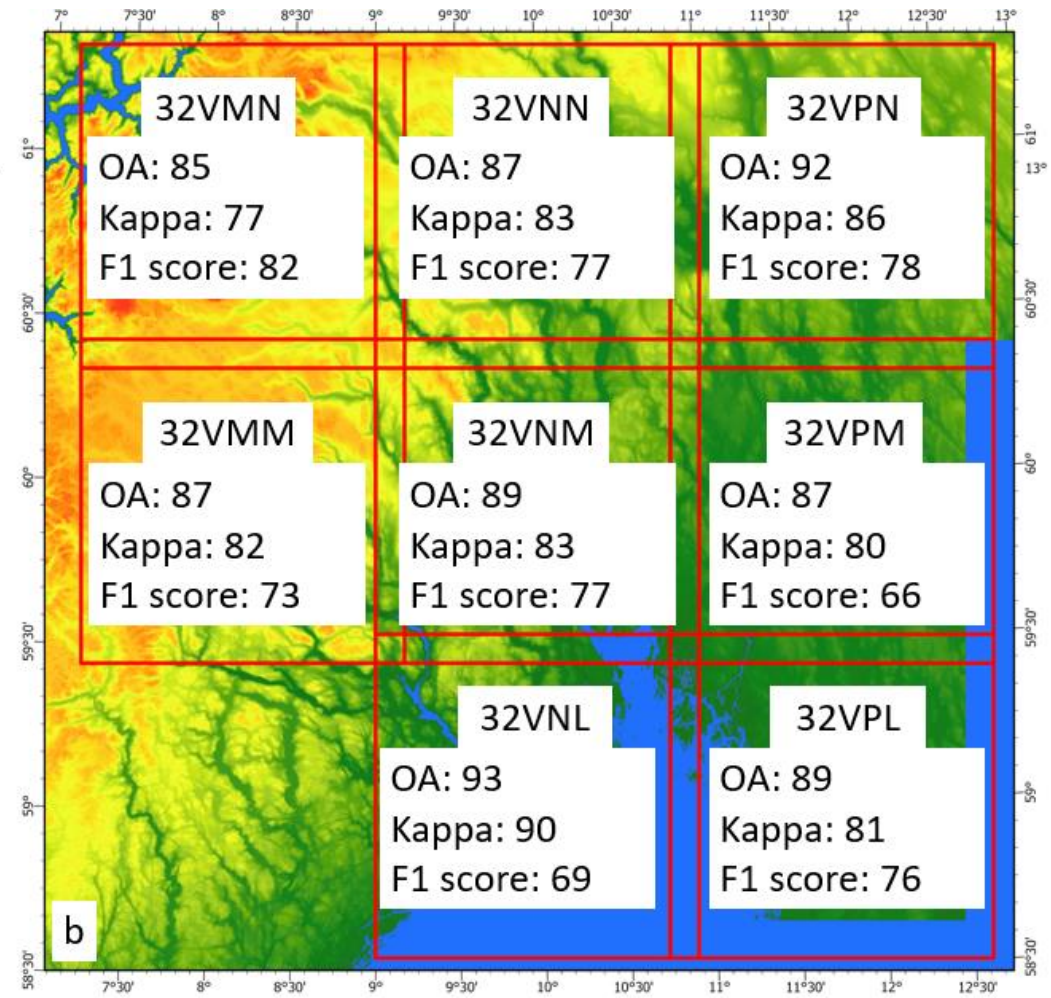 7° 7°30' 8° 8°30' 9° 9°30' 10° 10°30' 11° 11°30' 12° 12°30' 13°
32VMN 32VNN 32VPN
61° 61°
13°
OA: 85 OA: 87 OA: 92
Kappa: 77 Kappa: 83 Kappa: 86
F1 score: 82 F1 score: 77 F1 score: 78
60°30' 60°30'
32VMM 32VNM 32VPM
60° 60°
OA: 87 OA: 89 OA: 87
Kappa: 82 Kappa: 83 Kappa: 80
F1 score: 73 F1 score: 77 F1 score: 66
59°30' 59°30'
32VNL 32VPL
OA: 93 OA: 89
59° 59°
Kappa: 90 Kappa: 81
F1 score: 69 F1 score: 76
b
58°30' 58°30'
7°30' 8° 8°30' 9° 9°30' 10° 10°30' 11° 11°30' 12° 12°30'